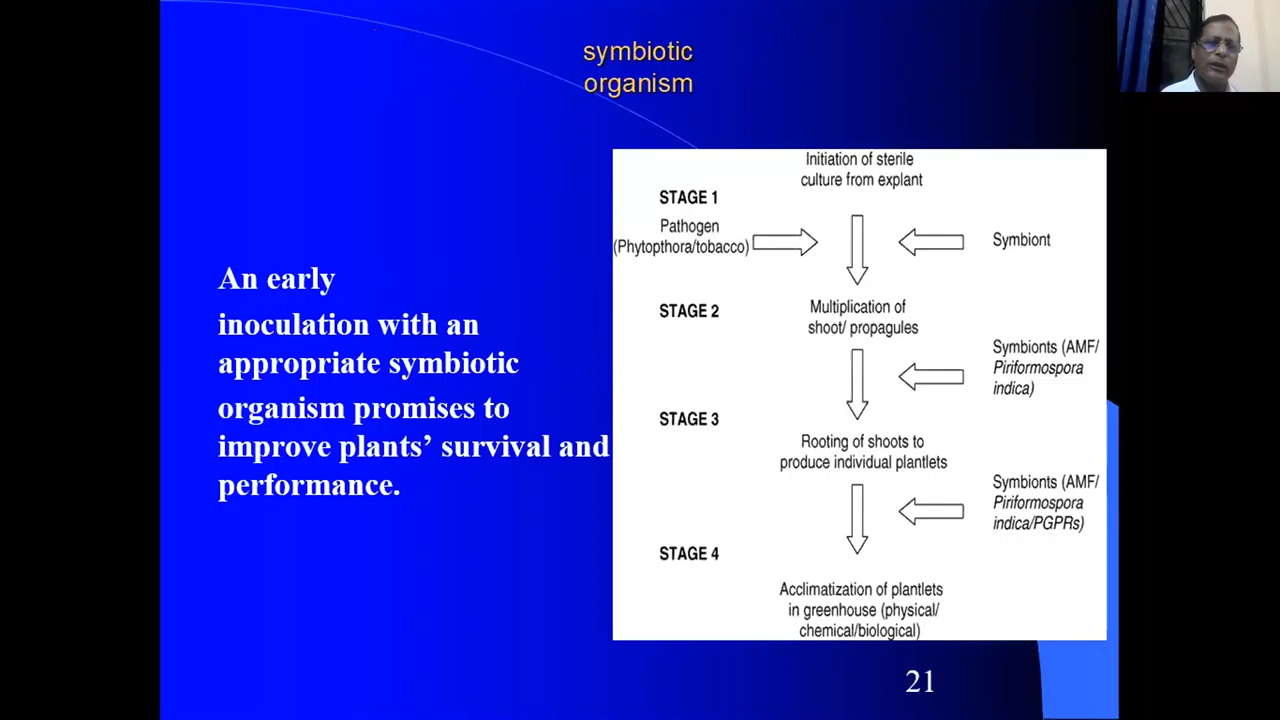 symbiotic
organism
An early
inoculation with an
appropriate symbiotic
organism promises to
improve plants’ survival and
performance.
Initiation of sterile
culture from explant
STAGE 1
Pathogen
(Phytopthora/tobacco)
Symbiont
STAGE 2
Multiplication of
shoot/ propagules
Symbionts (AMF/
Piriformospora
indica)
STAGE 3
Rooting of shoots to
produce individual plantlets
Symbionts (AMF/
Piriformospora
indica/PGPRs)
STAGE 4
Acclimatization of plantlets
in greenhouse (physical/
chemical/biological)
21